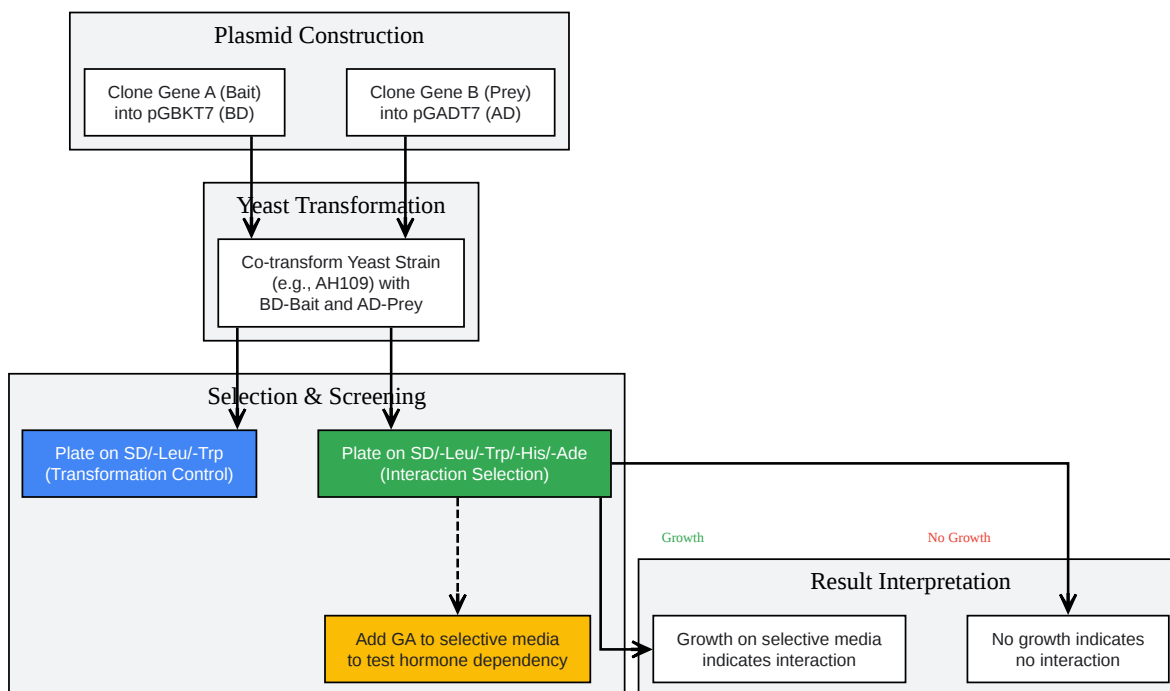 Plasmid Construction
Clone Gene A (Bait)
into pGBKT7 (BD)
Clone Gene B (Prey)
into pGADT7 (AD)
Yeast Transformation
Co-transform Yeast Strain
(e.g., AH109) with
BD-Bait and AD-Prey
Selection & Screening
Plate on SD/-Leu/-Trp
(Transformation Control)
Plate on SD/-Leu/-Trp/-His/-Ade
(Interaction Selection)
Growth
No Growth
Add GA to selective media
to test hormone dependency
Result Interpretation
Growth on selective media
indicates interaction
No growth indicates
no interaction